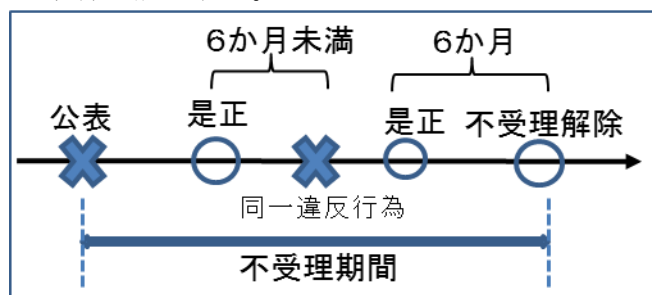 6か月未満
6か月
公表
是正
是正
不受理解除
同一違反行為
不受理期間